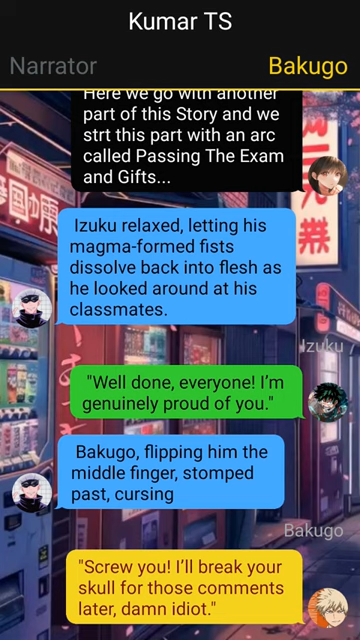 Kumar TS
Narrator
Bakugo
Here we go with another
part of this Story and we
strt this part with an arc
called Passing The Exam
and Gifts...
Izuku relaxed, letting his
magma-formed fists
dissolve back into flesh as
he looked around at his
classmates.
Izuku
"Well done, everyone! I'm
genuinely proud of you."
Bakugo, flipping him the
middle finger, stomped
past, cursing
Bakugo
"Screw you! I'll break your
skull for those comments
later, damn idiot."